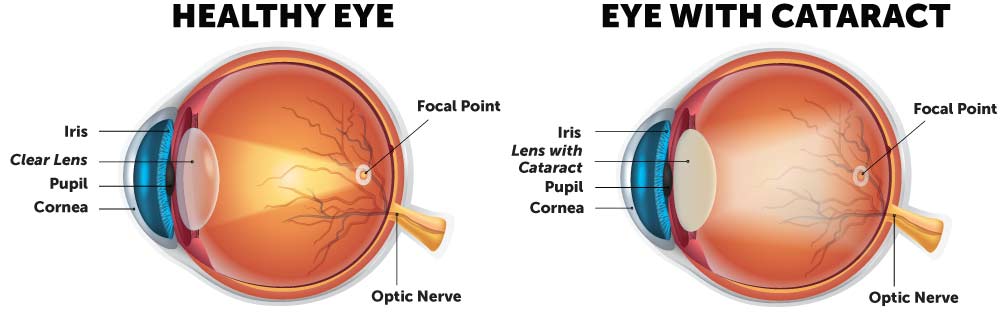 HEALTHY EYE
Focal Point
Iris
Clear Lens
Pupil
Cornea
Optic Nerve
EYE WITH CATARACT
Focal Point
Iris
Lens with
Cataract
Pupil
Cornea
Optic Nerve